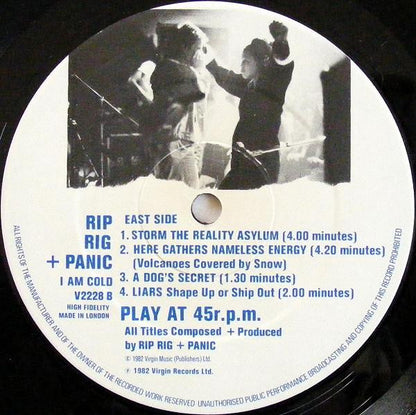 RIP
RIG
+ PANIC
I AM COLD
V2228 B
HIGH FIDELITY
MADE IN LONDON
EAST SIDE
1. STORM THE REALITY ASYLUM (4.00 minutes)
2. HERE GATHERS NAMELESS ENERGY (4.20 minutes)
(Volcanoes Covered by Snow)
3. A DOG'S SECRET (1.30 minutes)
4. LIARS Shape Up or Ship Out (2.00 minutes)
PLAY AT 45r.p.m.
All Titles Composed + Produced
by RIP RIG + PANIC
© 1982 Virgin Music (Publishers) Ltd.
℗ 1982 Virgin Records Ltd.
ALL RIGHTS OF THE MANUFACTURER AND OF THE OWNER OF THE RECORDED WORK RESERVED UNAUTHORISED PUBLIC PERFORMANCE BROADCASTING AND COPYING OF THIS RECORD PROHIBITED